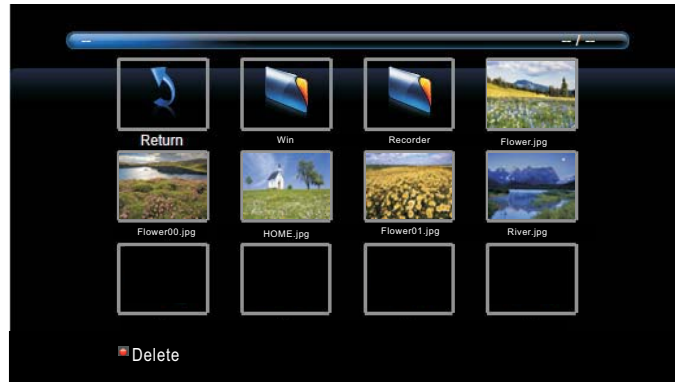 -- -- / --
Return Win Recorder Flower.jpg
Flower00.jpg HOME.jpg Flower01.jpg River.jpg
Delete